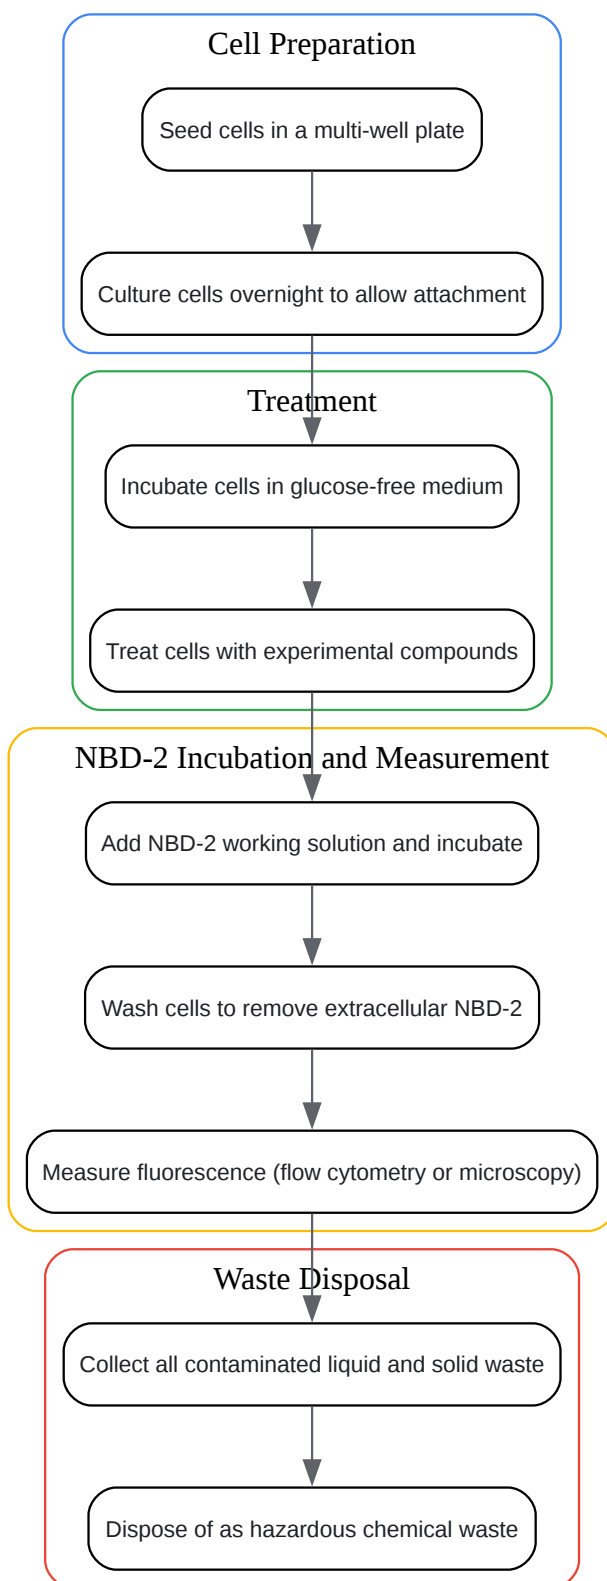 Cell Preparation
Seed cells in a multi-well plate
Culture cells overnight to allow attachment
Treatment
Incubate cells in glucose-free medium
Treat cells with experimental compounds
NBD-2 Incubation and Measurement
Add NBD-2 working solution and incubate
Wash cells to remove extracellular NBD-2
Measure fluorescence (flow cytometry or microscopy)
Waste Disposal
Collect all contaminated liquid and solid waste
Dispose of as hazardous chemical waste